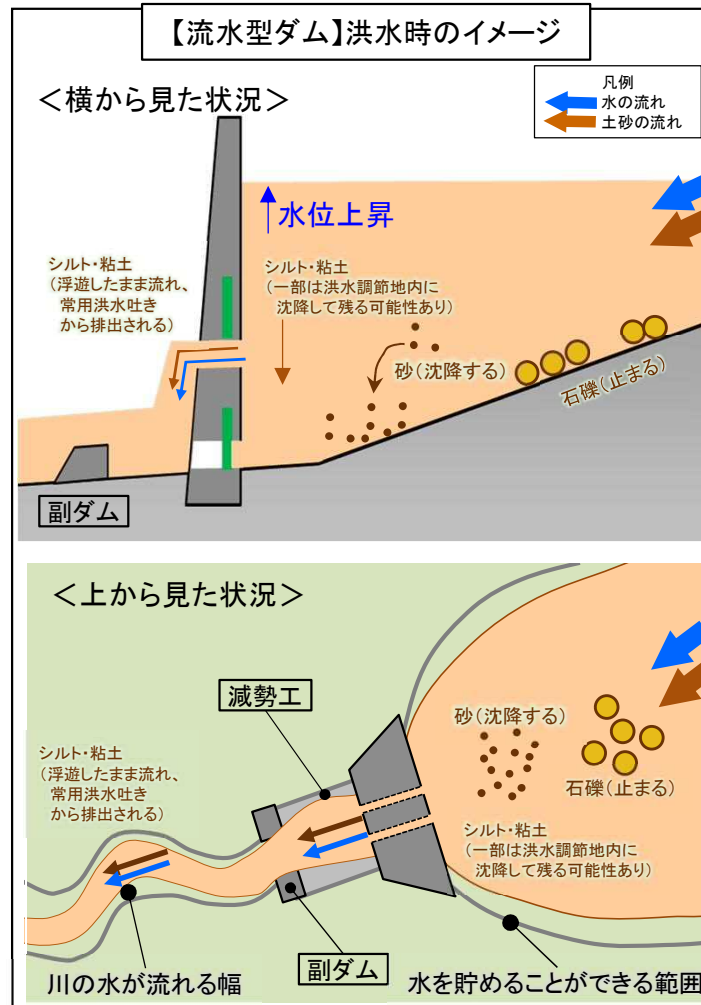 【流水型ダム】洪水時のイメージ
凡例
水の流れ
土砂の流れ
＜横から見た状況＞
水位上昇
シルト・粘土
（浮遊したまま流れ、
常用洪水吐き
から排出される）
シルト・粘土
（一部は洪水調節地内に
沈降して残る可能性あり）
砂（沈降する）
石礫（止まる）
副ダム
＜上から見た状況＞
減勢工
砂（沈降する）
シルト・粘土
（浮遊したまま流れ、
常用洪水吐き
から排出される）
石礫（止まる）
シルト・粘土
（一部は洪水調節地内に
沈降して残る可能性あり）
副ダム
川の水が流れる幅
水を貯めることができる範囲